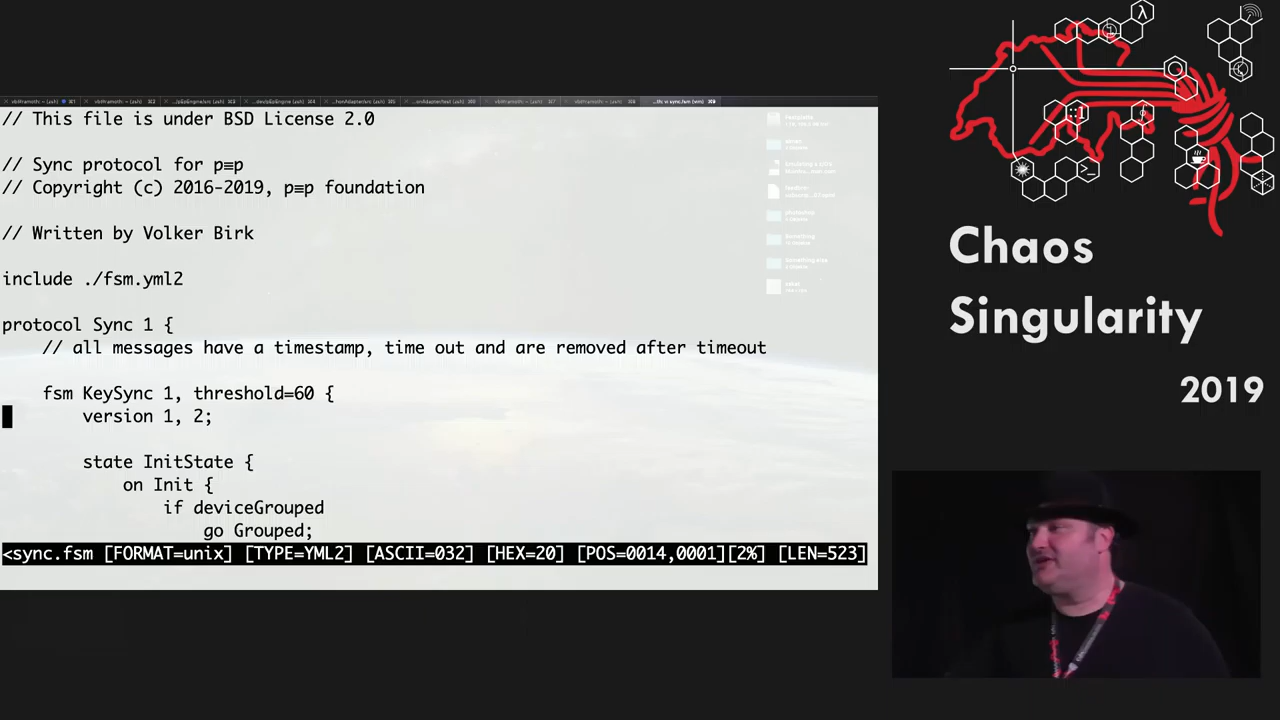 // This file is under BSD License 2.0
// Sync protocol for p≡p
// Copyright (c) 2016-2019, p≡p foundation
// Written by Volker Birk
include ./fsm.yml2
protocol Sync 1 {
// all messages have a timestamp, time out and are removed after timeout
fsm KeySync 1, threshold=60 {
version 1, 2;
state InitState {
on Init {
if deviceGrouped
go Grouped;
<sync.fsm [FORMAT=unix] [TYPE=YML2] [ASCII=032] [HEX=20] [POS=0014,0001][2%] [LEN=523]
λ
Chaos
Singularity
2019